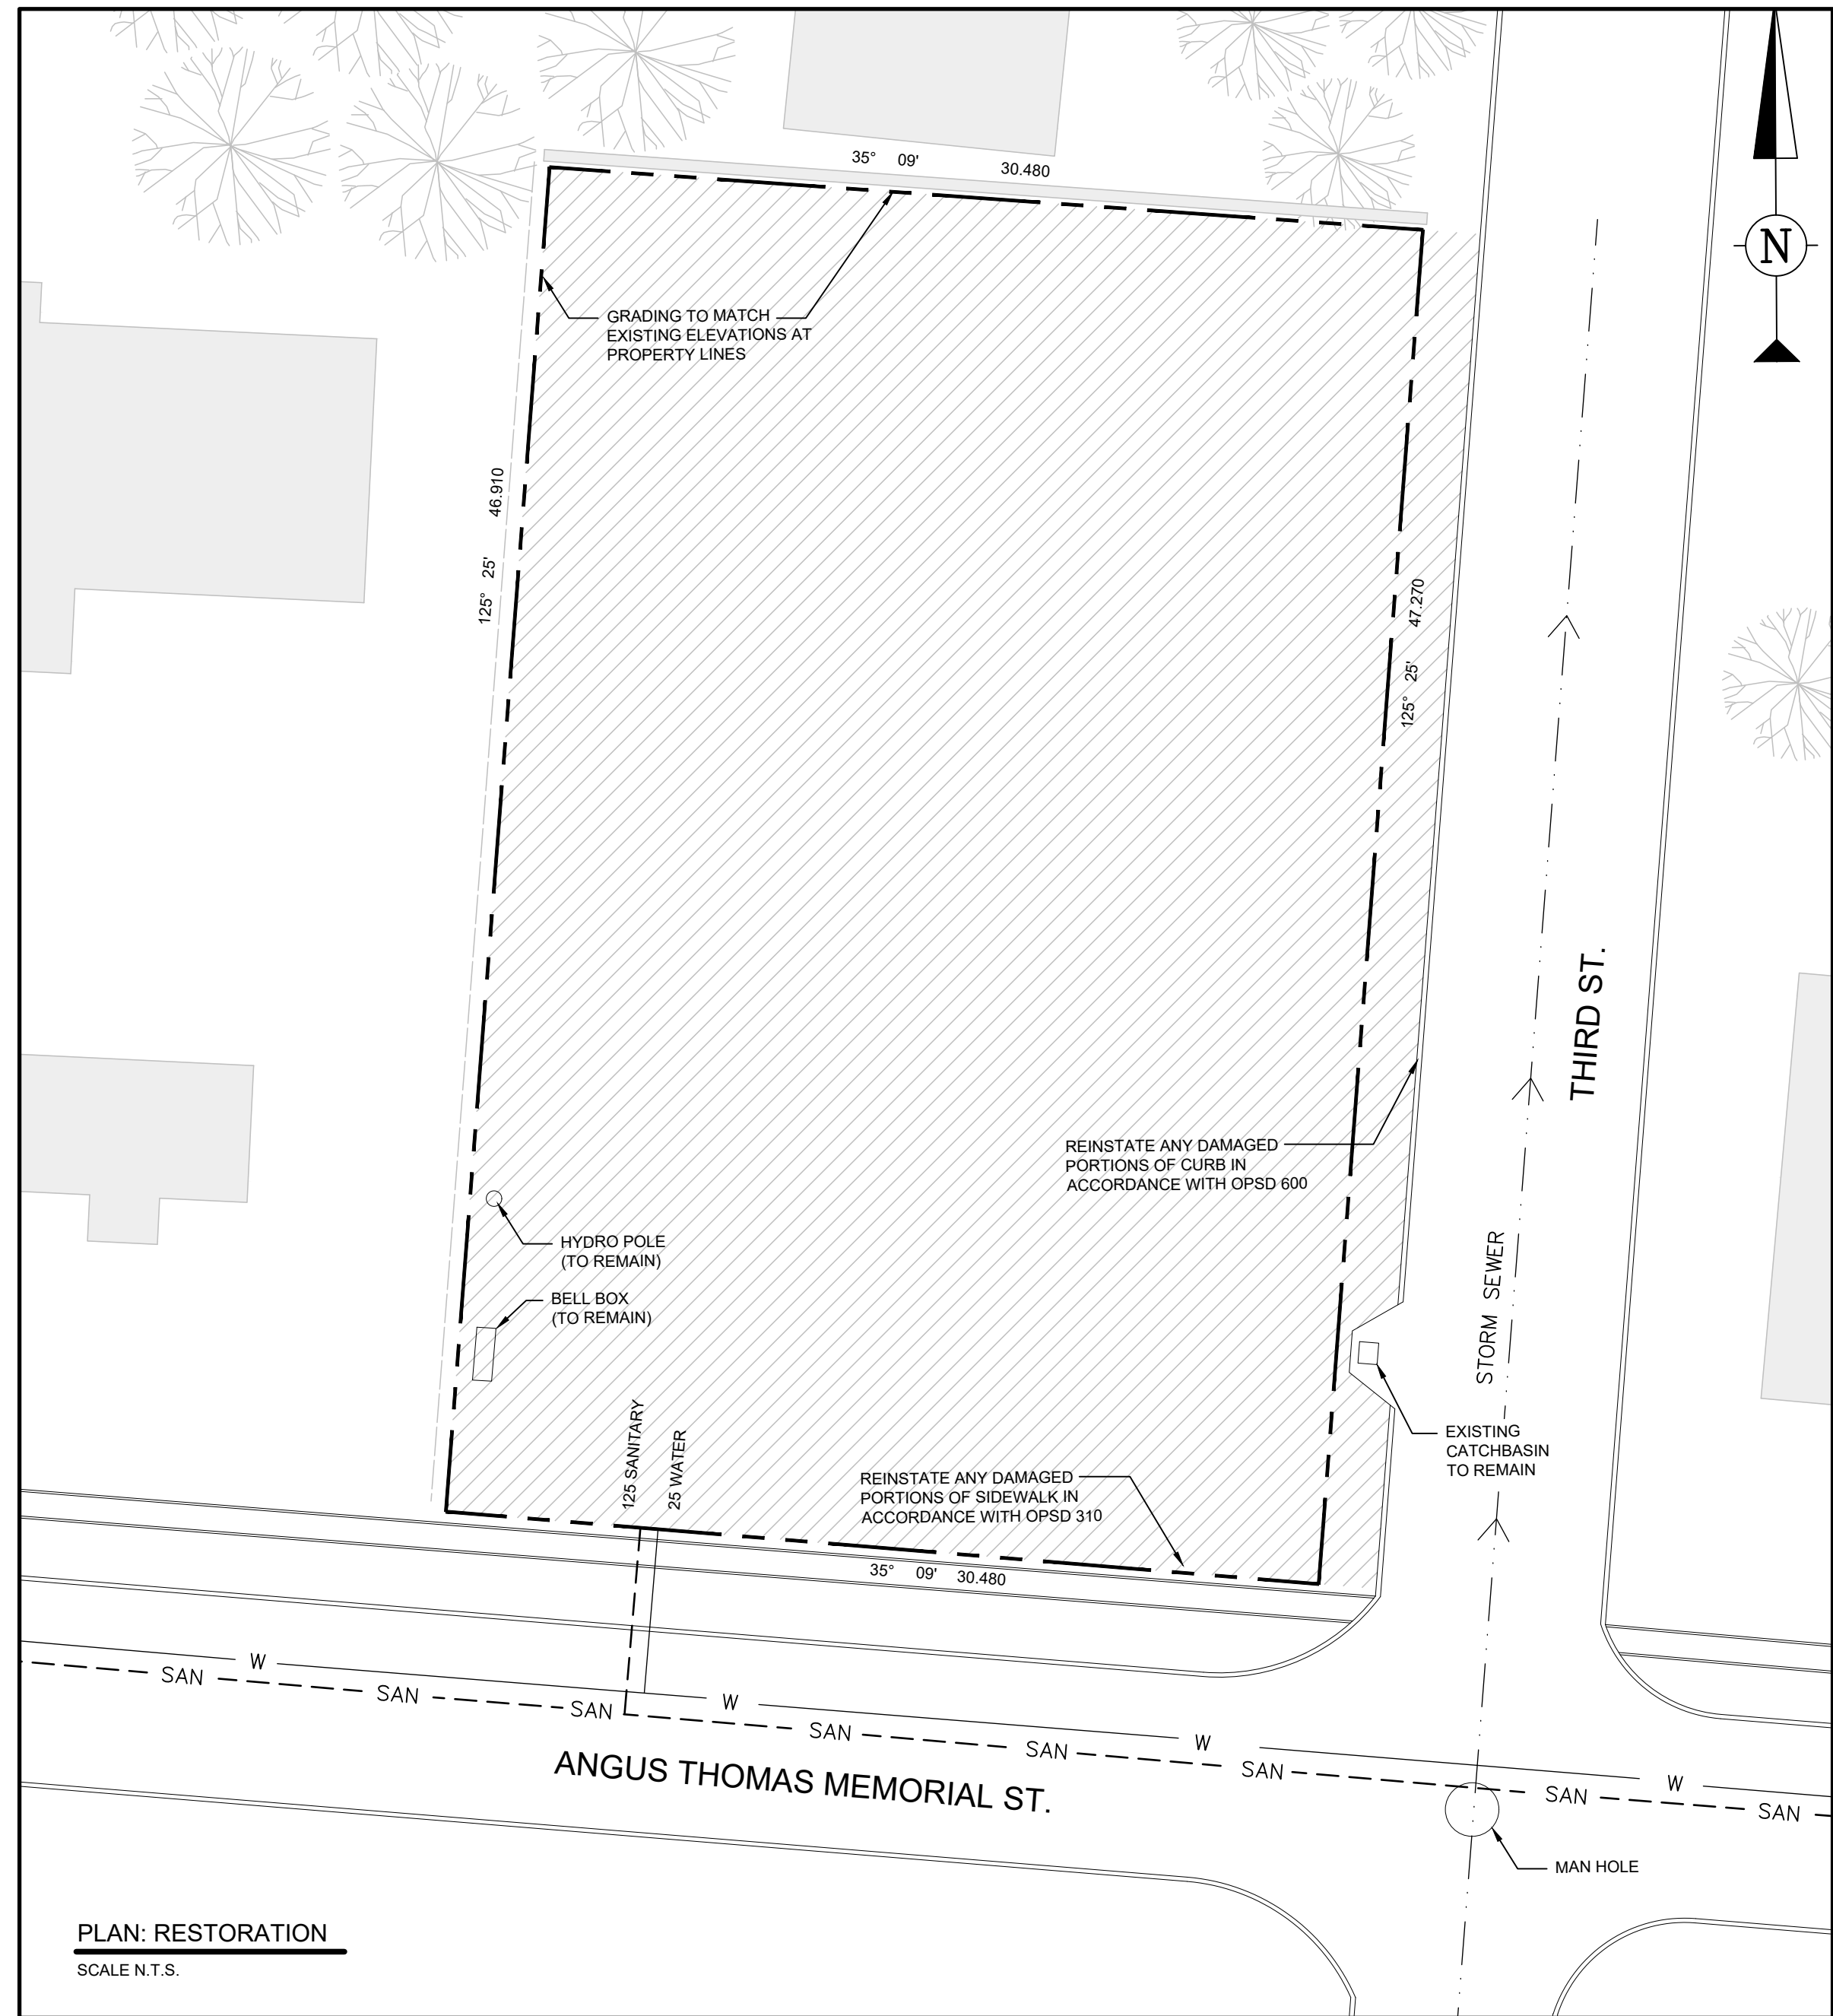 35° 09' 30.480
N
GRADING TO MATCH
EXISTING ELEVATIONS AT
PROPERTY LINES
125° 25' 46.910
125° 25' 47.270
THIRD ST.
REINSTATE ANY DAMAGED
PORTIONS OF CURB IN
ACCORDANCE WITH OPSD 600
HYDRO POLE
(TO REMAIN)
BELL BOX
(TO REMAIN)
STORM SEWER
125 SANITARY
25 WATER
EXISTING
CATCHBASIN
TO REMAIN
REINSTATE ANY DAMAGED
PORTIONS OF SIDEWALK IN
ACCORDANCE WITH OPSD 310
35° 09' 30.480
W W W W
SAN SAN SAN SAN SAN SAN SAN SAN
ANGUS THOMAS MEMORIAL ST.
MAN HOLE
PLAN: RESTORATION
SCALE N.T.S.